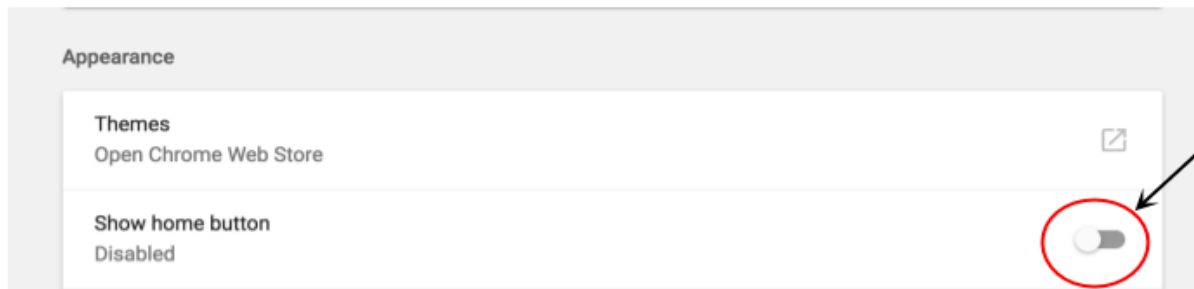 Appearance
Themes
Open Chrome Web Store
Show home button
Disabled